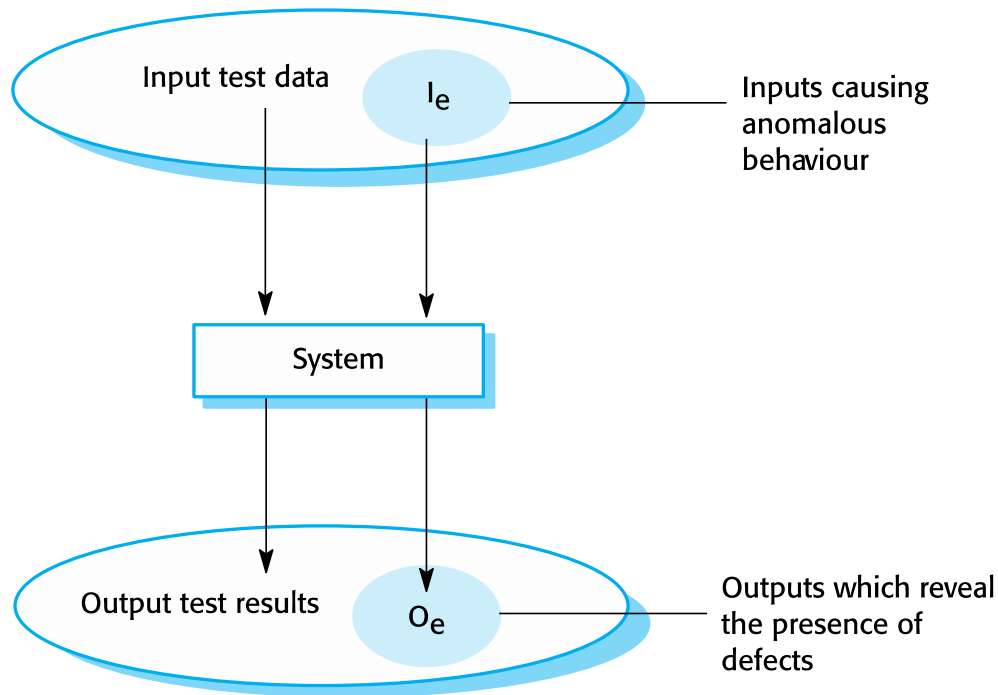 Input test data
Ie
Inputs causing
anomalous
behaviour
System
Output test results
Oe
Outputs which reveal
the presence of
defects